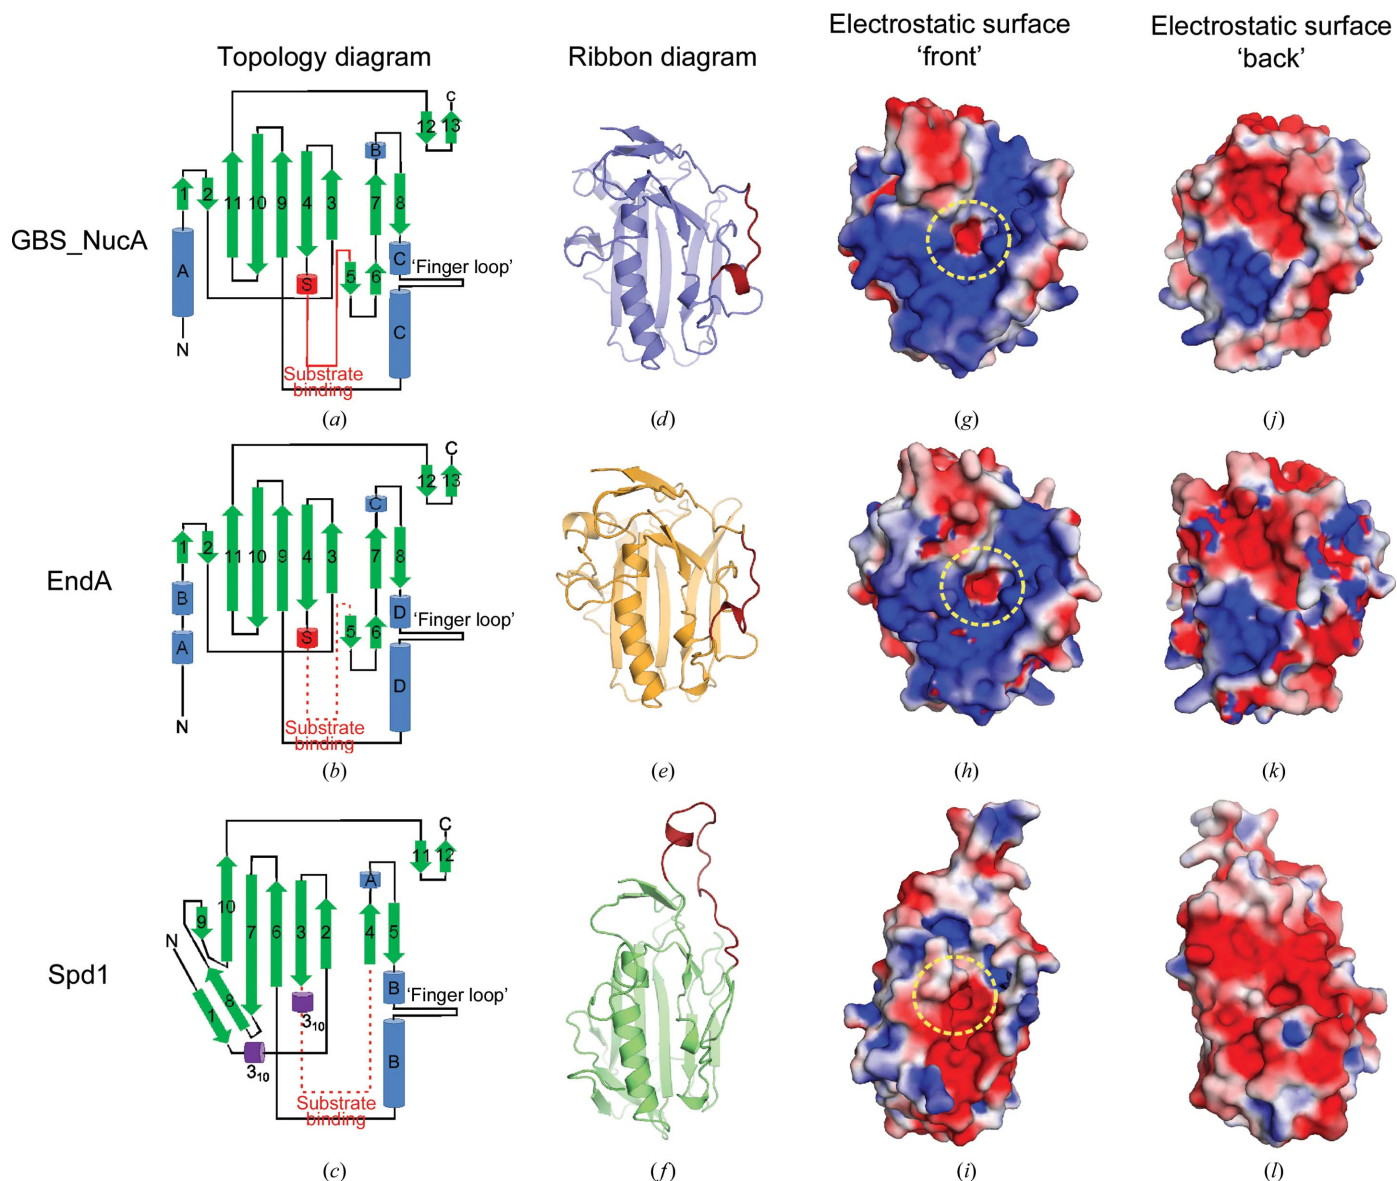 Topology diagram
Ribbon diagram
Electrostatic surface
'front'
Electrostatic surface
'back'
GBS_NucA
1
2
11
10
9
4
3
B
7
8
12
13
C
A
N
S
5
6
C
C
'Finger loop'
Substrate
binding
(a)
(d)
(g)
(j)
EndA
1
2
11
10
9
4
3
C
7
8
12
13
C
B
A
N
S
5
6
D
D
'Finger loop'
Substrate
binding
(b)
(e)
(h)
(k)
Spd1
N
9
10
7
6
3
2
A
4
5
11
12
C
1
8
3₁₀
3₁₀
B
B
'Finger loop'
Substrate
binding
(c)
(f)
(i)
(l)